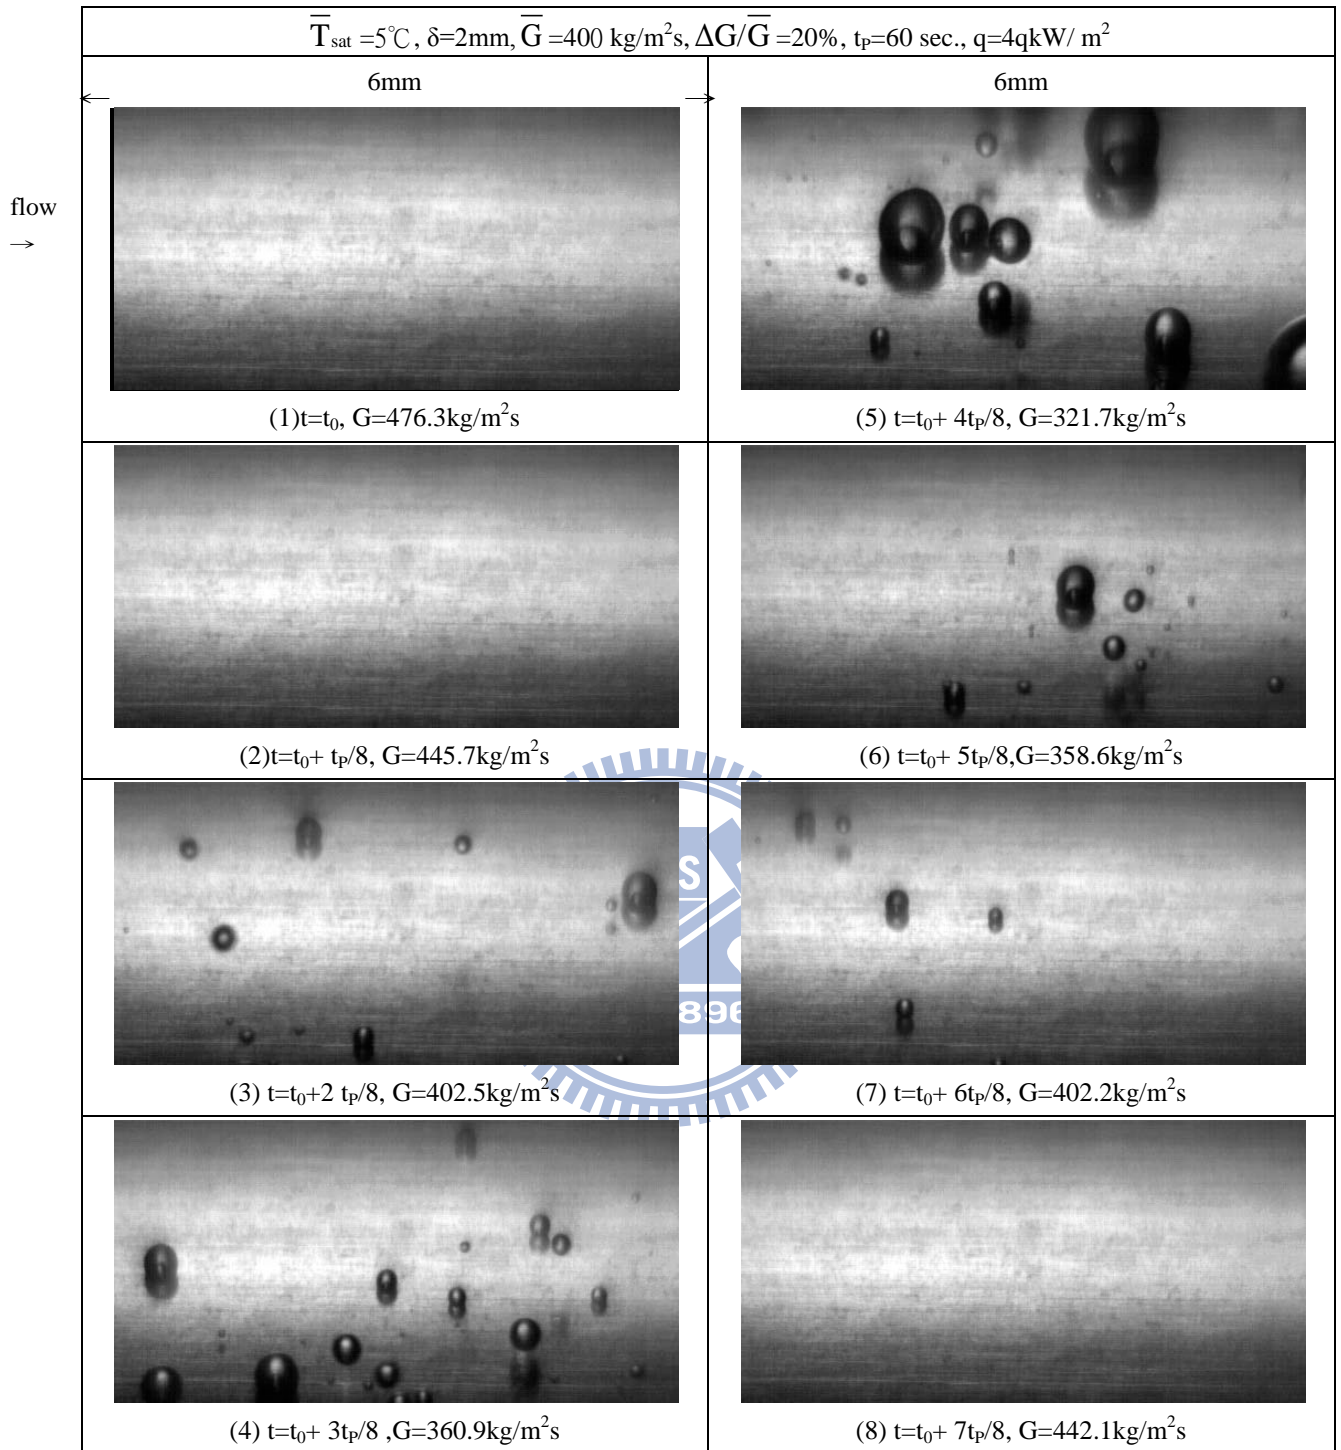 T̅sat =5℃, δ=2mm, G̅ =400 kg/m²s, ΔG/G̅ =20%, tP=60 sec., q=4qkW/ m²
6mm
6mm
flow
→
(1)t=t0, G=476.3kg/m²s
(5) t=t0+ 4tP/8, G=321.7kg/m²s
(2)t=t0+ tP/8, G=445.7kg/m²s
(6) t=t0+ 5tP/8,G=358.6kg/m²s
S
896
(3) t=t0+2 tP/8, G=402.5kg/m²s
(7) t=t0+ 6tP/8, G=402.2kg/m²s
(4) t=t0+ 3tP/8 ,G=360.9kg/m²s
(8) t=t0+ 7tP/8, G=442.1kg/m²s